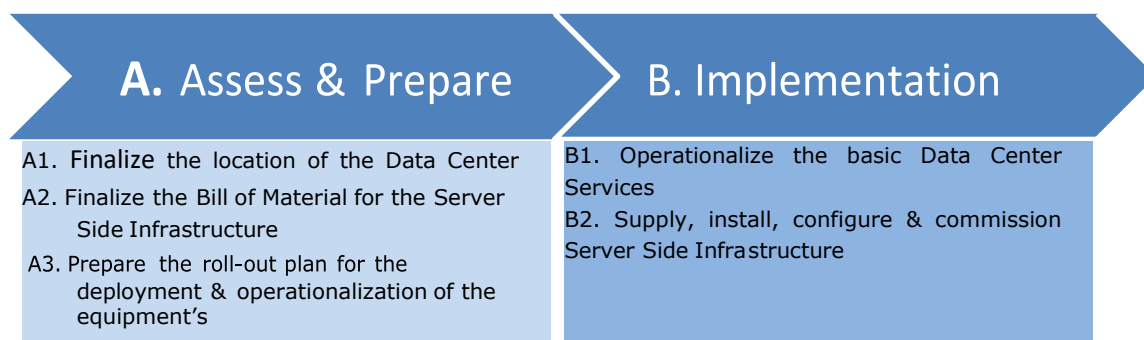 A. Assess & Prepare
B. Implementation
A1. Finalize the location of the Data Center
A2. Finalize the Bill of Material for the Server
Side Infrastructure
A3. Prepare the roll-out plan for the
deployment & operationalization of the
equipment's
B1. Operationalize the basic Data Center
Services
B2. Supply, install, configure & commission
Server Side Infrastructure